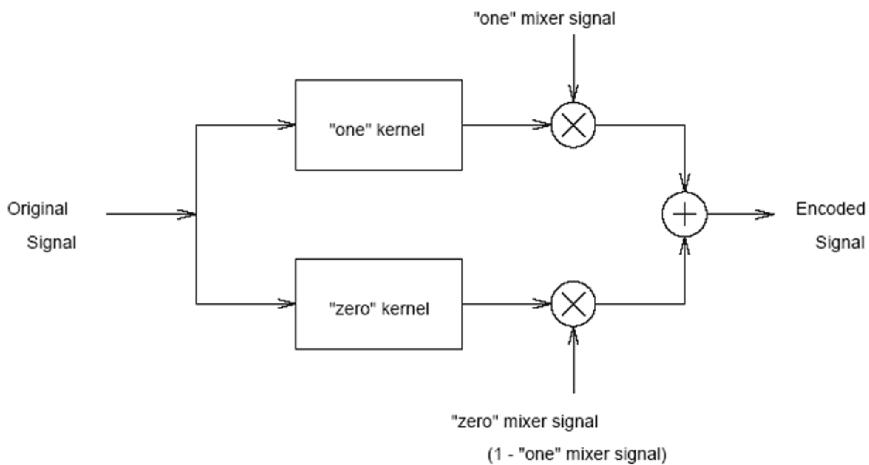 "one" mixer signal
"one" kernel
Original
Signal
Encoded
Signal
"zero" kernel
"zero" mixer signal
(1 - "one" mixer signal)